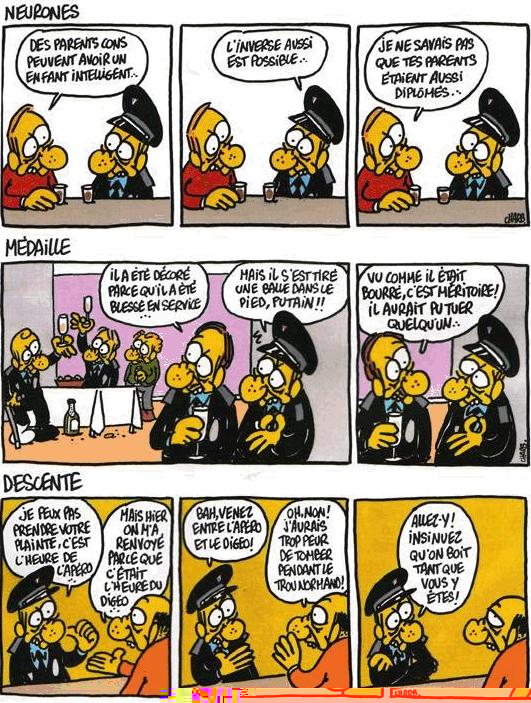 NEURONES
DES PARENTS CONS
PEUVENT AVOIR UN
ENFANT INTELLIGENT..
L'INVERSE AUSSI
EST POSSIBLE..
JE NE SAVAIS PAS
QUE TES PARENTS
ÉTAIENT AUSSI
DIPLOMÉS..
CHARB
MÉDAILLE
IL A ÉTÉ DÉCORÉ
PARCE QU'IL A ÉTÉ
BLESSÉ EN SERVICE
MAIS IL S'EST TIRÉ
UNE BALLE DANS LE
PIED, PUTAIN!!
VU COMME IL ÉTAIT
BOURRÉ, C'EST MÉRITOIRE!
IL AURAIT PU TUER
QUELQU'UN..
CHARB
DESCENTE
JE PEUX PAS
PRENDRE VOTRE
PLAINTE. C'EST
L'HEURE DE
L'APÉRO..
MAIS HIER
ON M'A
RENVOYÉ
PARCE QUE
C'ÉTAIT
L'HEURE DU
DIGEO
BAH, VENEZ
ENTRE L'APÉRO
ET LE DIGEO!
OH, NON!
J'AURAIS
TROP PEUR
DE TOMBER
PENDANT LE
TROU NORMAND!
ALLEZ-Y!
INSINUEZ
QU'ON BOIT
TANT QUE
VOUS Y
ÊTES!
CHARB